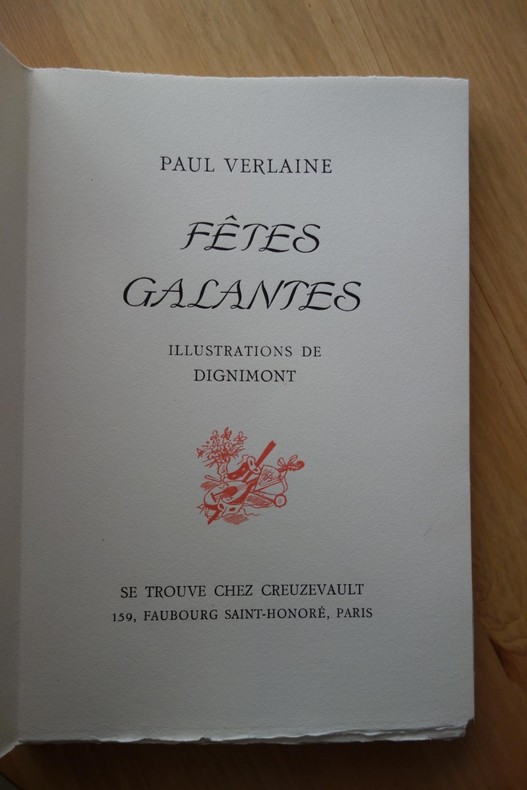 PAUL VERLAINE
FÊTES
GALANTES
ILLUSTRATIONS DE
DIGNIMONT
SE TROUVE CHEZ CREUZEVAULT
159, FAUBOURG SAINT-HONORÉ, PARIS